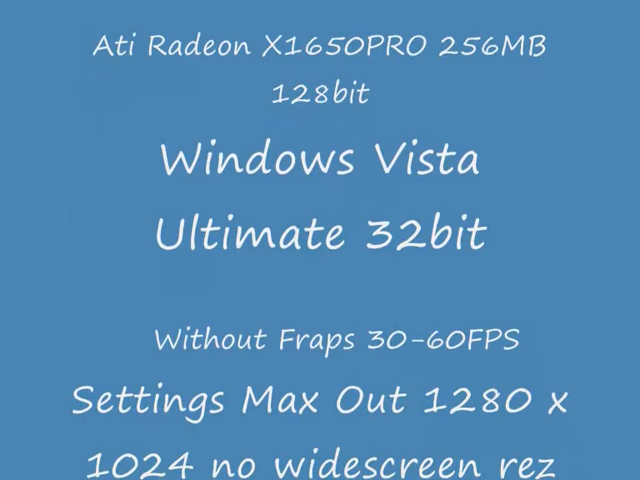 Ati Radeon X1650PRO 256MB
128bit
Windows Vista
Ultimate 32bit
Without Fraps 30-60FPS
Settings Max Out 1280 x
1024 no widescreen rez